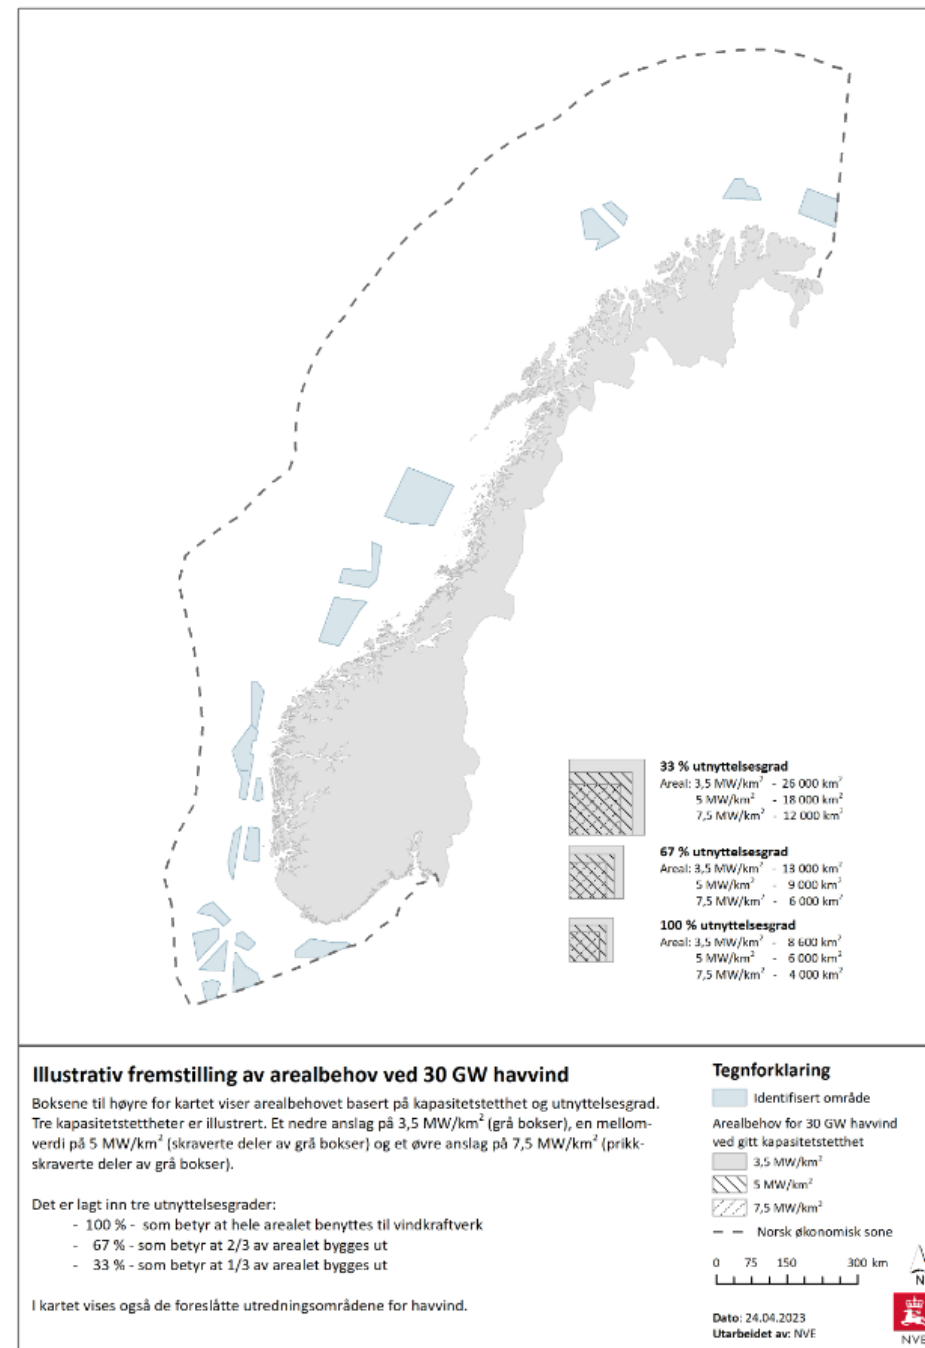 33 % utnyttelsesgrad
Areal: 3,5 MW/km² - 26 000 km²
5 MW/km² - 18 000 km²
7,5 MW/km² - 12 000 km²
67 % utnyttelsesgrad
Areal: 3,5 MW/km² - 13 000 km²
5 MW/km² - 9 000 km²
7,5 MW/km² - 6 000 km²
100 % utnyttelsesgrad
Areal: 3,5 MW/km² - 8 600 km²
5 MW/km² - 6 000 km²
7,5 MW/km² - 4 000 km²
Illustrativ fremstilling av arealbehov ved 30 GW havvind
Boksene til høyre for kartet viser arealbehovet basert på kapasitetstetthet og utnyttelsesgrad.
Tre kapasitetstettheter er illustrert. Et nedre anslag på 3,5 MW/km² (grå bokser), en mellom-
verdi på 5 MW/km² (skraverte deler av grå bokser) og et øvre anslag på 7,5 MW/km² (prikk-
skraverte deler av grå bokser).
Det er lagt inn tre utnyttelsesgrader:
- 100 % - som betyr at hele arealet benyttes til vindkraftverk
- 67 % - som betyr at 2/3 av arealet bygges ut
- 33 % - som betyr at 1/3 av arealet bygges ut
I kartet vises også de foreslåtte utredningsområdene for havvind.
Tegnforklaring
Identifisert område
Arealbehov for 30 GW havvind
ved gitt kapasitetstetthet
3,5 MW/km²
5 MW/km²
7,5 MW/km²
Norsk økonomisk sone
0 75 150 300 km
N
Dato: 24.04.2023
Utarbeidet av: NVE
NVE